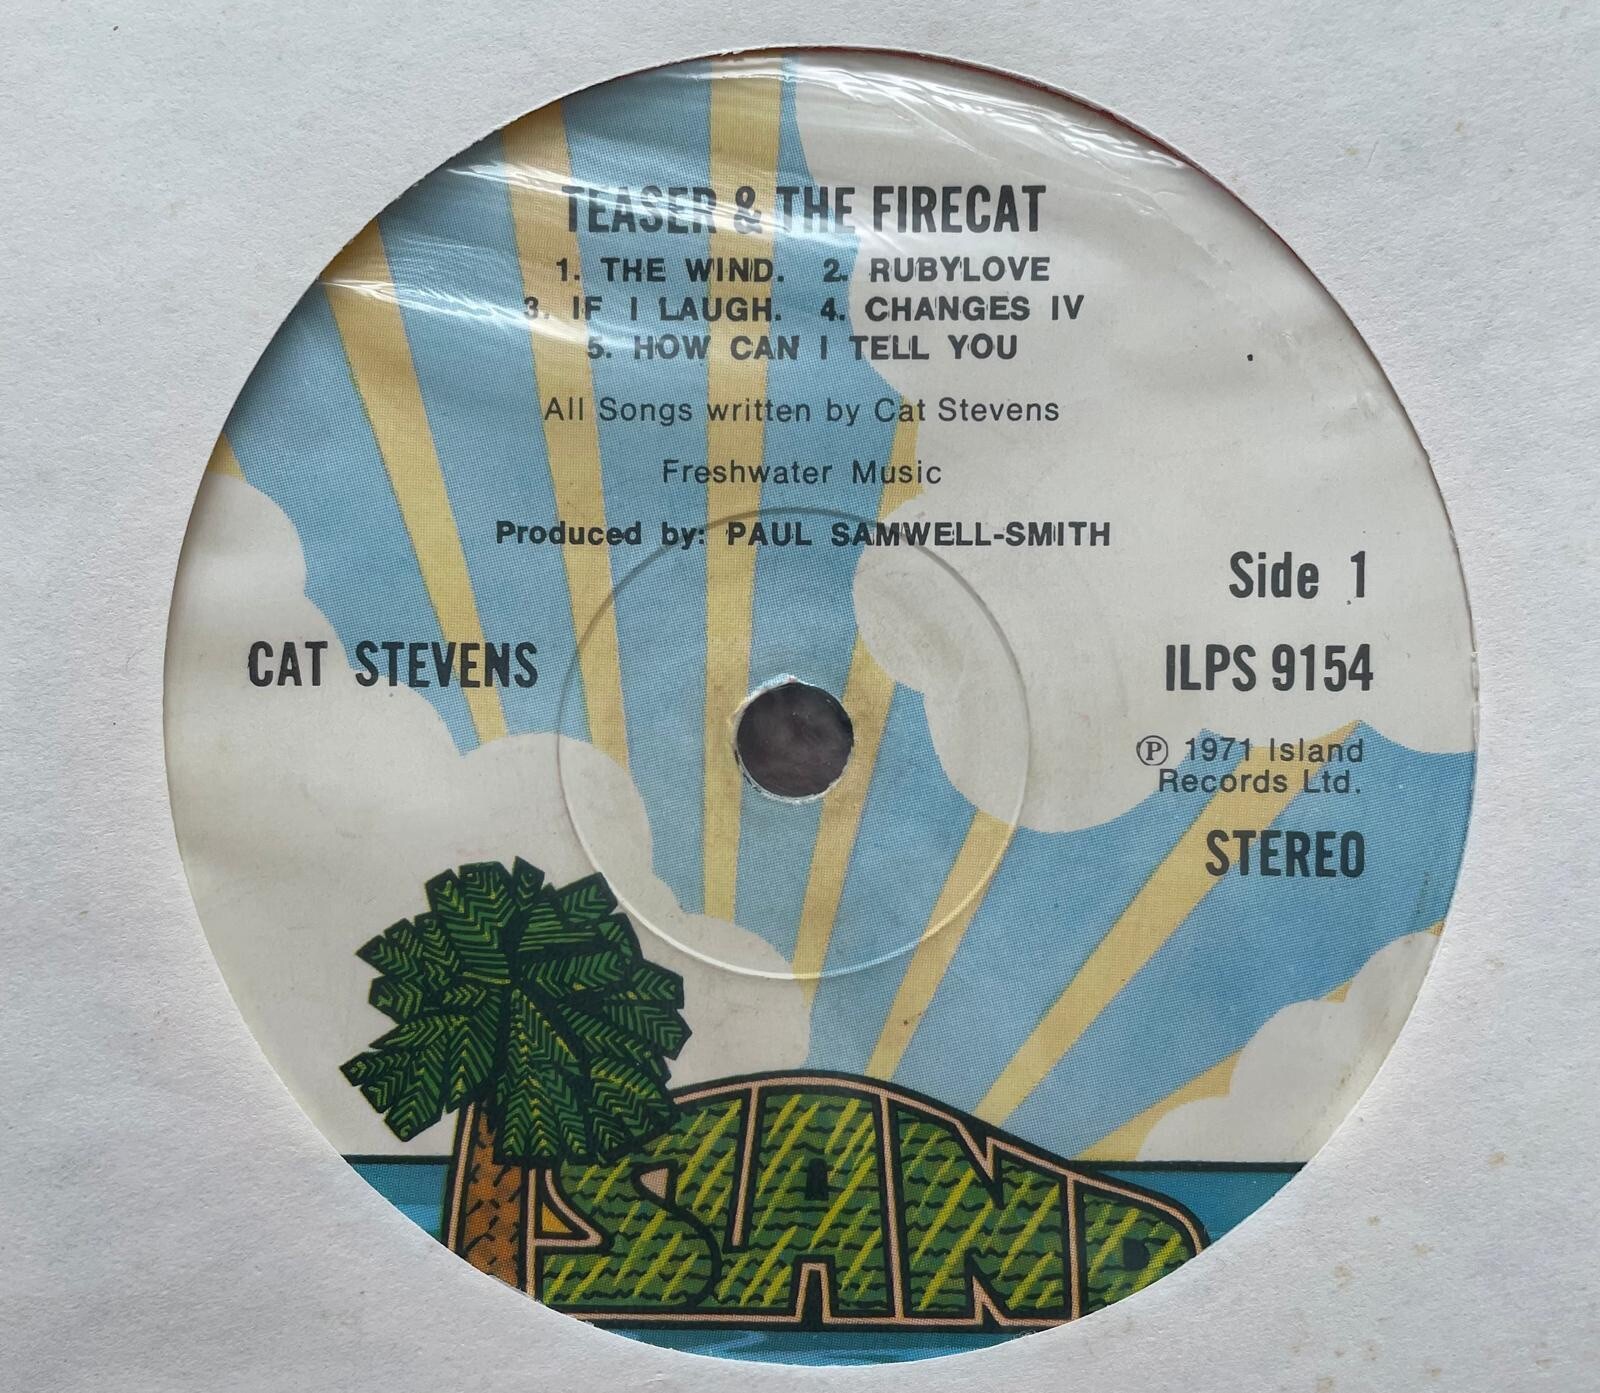 TEASER & THE FIRECAT
1. THE WIND. 2. RUBYLOVE
3. IF I LAUGH. 4. CHANGES IV
5. HOW CAN I TELL YOU
All Songs written by Cat Stevens
Freshwater Music
Produced by: PAUL SAMWELL-SMITH
Side 1
CAT STEVENS
ILPS 9154
℗ 1971 Island
Records Ltd.
STEREO
ISLAND